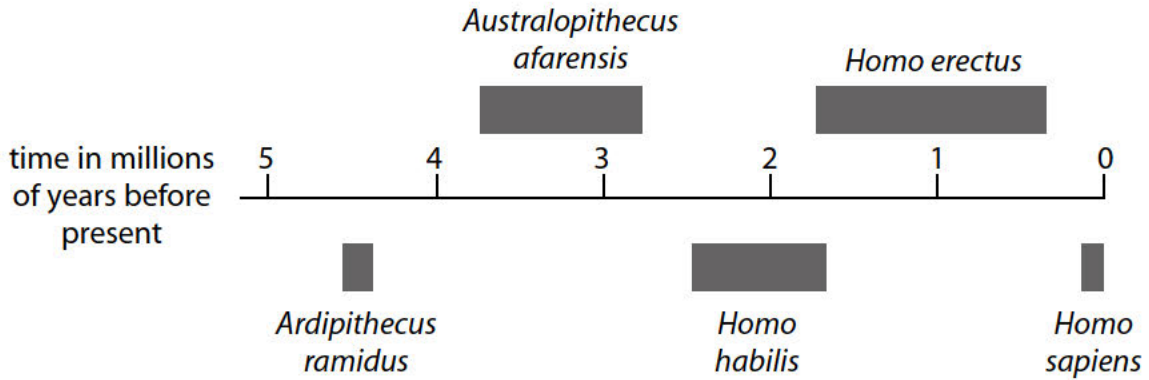 Australopithecus
afarensis
Homo erectus
time in millions
of years before
present
5 4 3 2 1 0
Ardipithecus
ramidus
Homo
habilis
Homo
sapiens